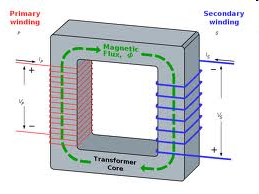 Primary
winding
Secondary
winding
Magnetic
Flux, Φ
+
−
−
+
Transformer
Core